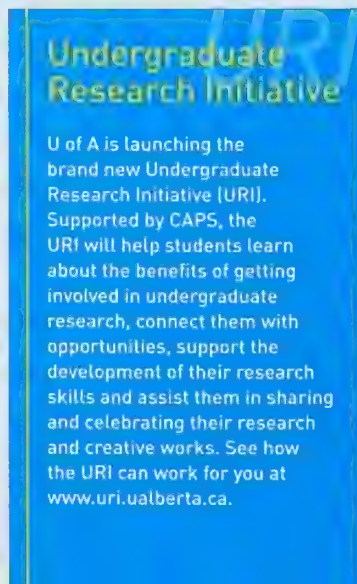 URI
Undergraduate
Research Initiative
U of A is launching the
brand new Undergraduate
Research Initiative (URI).
Supported by CAPS, the
URI will help students learn
about the benefits of getting
involved in undergraduate
research, connect them with
opportunities, support the
development of their research
skills and assist them in sharing
and celebrating their research
and creative works. See how
the URI can work for you at
www.uri.ualberta.ca.